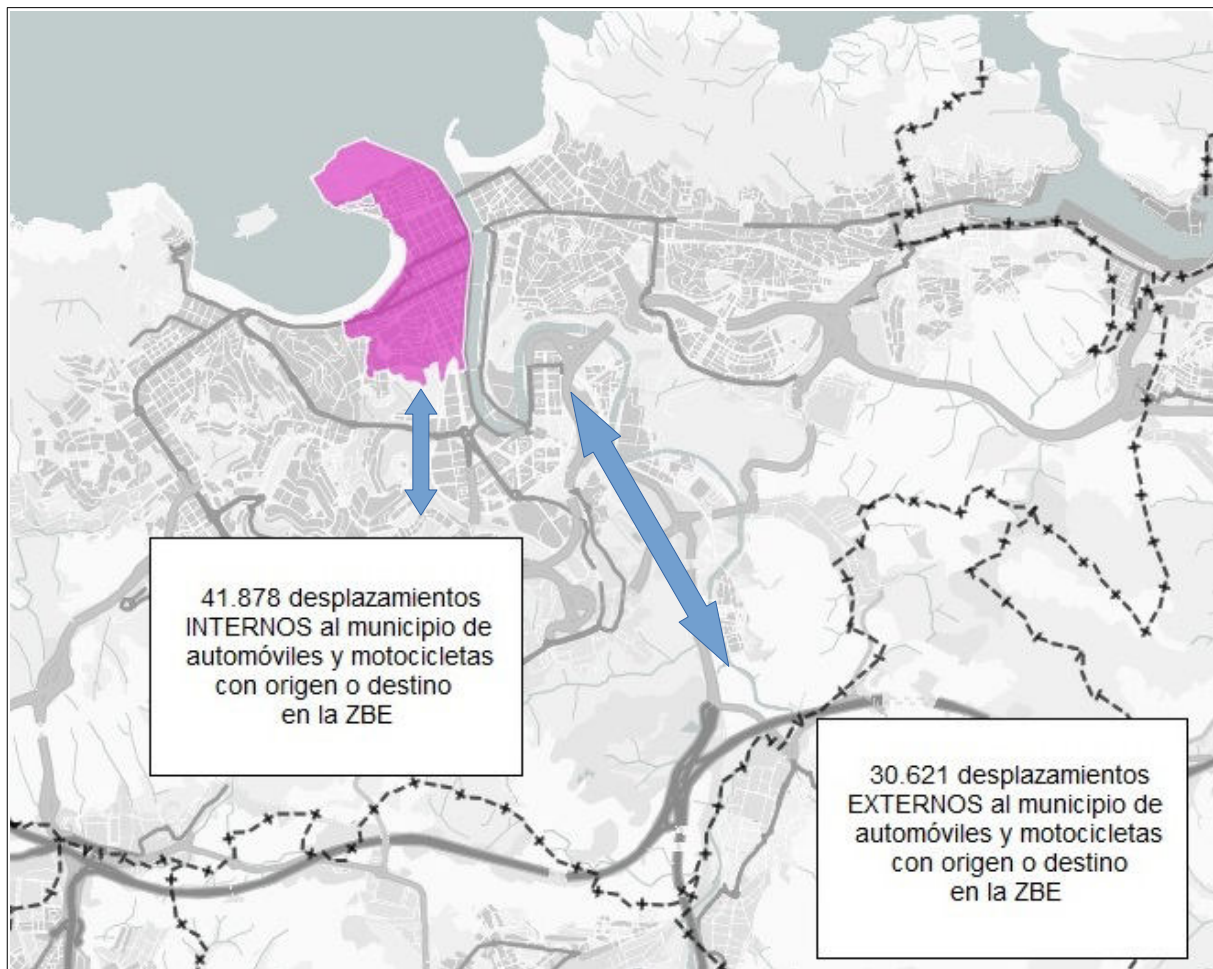 41.878 desplazamientos
INTERNOS al municipio de
automóviles y motocicletas
con origen o destino
en la ZBE
30.621 desplazamientos
EXTERNOS al municipio de
automóviles y motocicletas
con origen o destino
en la ZBE